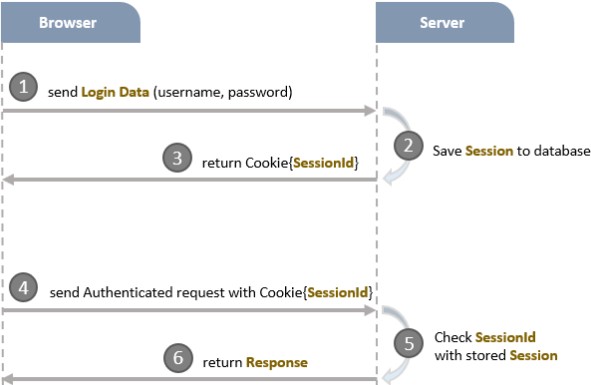 Browser
Server
1
send Login Data (username, password)
2
Save Session to database
3
return Cookie{SessionId}
4
send Authenticated request with Cookie{SessionId}
5
Check SessionId
with stored Session
6
return Response